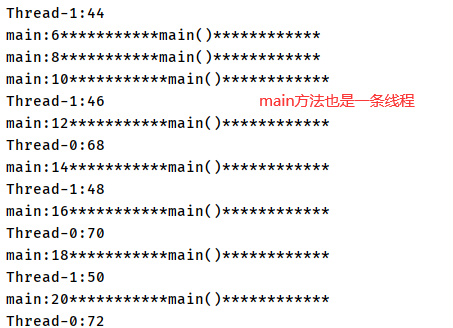 Thread-1:44
main:6***********main()************
main:8***********main()************
main:10***********main()************
Thread-1:46
main方法也是一条线程
main:12***********main()************
Thread-0:68
main:14***********main()************
Thread-1:48
main:16***********main()************
Thread-0:70
main:18***********main()************
Thread-1:50
main:20***********main()************
Thread-0:72